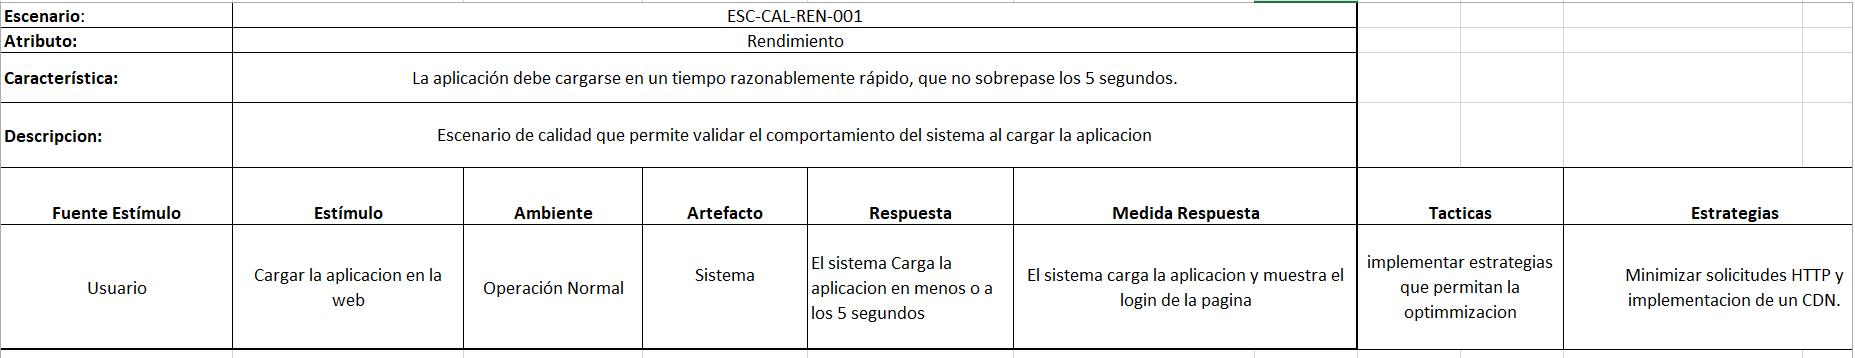 Escenario: ESC-CAL-REN-001
Atributo: Rendimiento
Característica: La aplicación debe cargarse en un tiempo razonablemente rápido, que no sobrepase los 5 segundos.
Descripcion: Escenario de calidad que permite validar el comportamiento del sistema al cargar la aplicacion
Fuente Estímulo
Estímulo
Ambiente
Artefacto
Respuesta
Medida Respuesta
Tacticas
Estrategias
Usuario
Cargar la aplicacion en la
web
Operación Normal
Sistema
El sistema Carga la
aplicacion en menos o a
los 5 segundos
El sistema carga la aplicacion y muestra el
login de la pagina
implementar estrategias
que permitan la
optimmizacion
Minimizar solicitudes HTTP y
implementacion de un CDN.